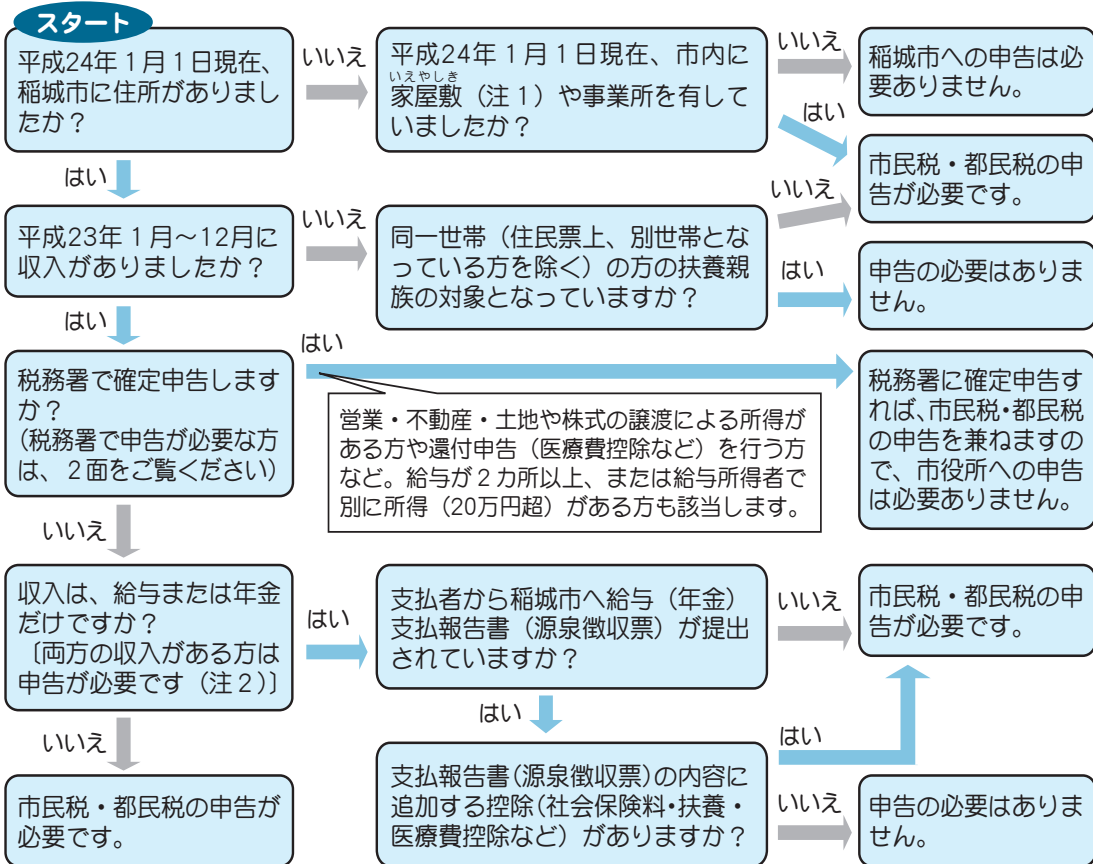 スタート
平成24年1月1日現在、
稲城市に住所がありまし
たか？
いいえ
平成24年1月1日現在、市内に
いえやしき
家屋敷（注1）や事業所を有して
いましたか？
いいえ
稲城市への申告は必
要ありません。
はい
市民税・都民税の申
告が必要です。
はい
平成23年1月～12月に
収入がありましたか？
いいえ
同一世帯（住民票上、別世帯とな
っている方を除く）の方の扶養親
族の対象となっていますか？
いいえ
はい
申告の必要はありま
せん。
はい
税務署で確定申告します
か？
（税務署で申告が必要な方
は、2面をご覧ください）
はい
営業・不動産・土地や株式の譲渡による所得が
ある方や還付申告（医療費控除など）を行う方
など。給与が2カ所以上、または給与所得者で
別に所得（20万円超）がある方も該当します。
税務署に確定申告す
れば、市民税・都民税
の申告を兼ねますの
で、市役所への申告
は必要ありません。
いいえ
収入は、給与または年金
だけですか？
〔両方の収入がある方は
申告が必要です（注2）〕
はい
支払者から稲城市へ給与（年金）
支払報告書（源泉徴収票）が提出
されていますか？
いいえ
市民税・都民税の申
告が必要です。
いいえ
市民税・都民税の申告が
必要です。
はい
支払報告書（源泉徴収票）の内容に
追加する控除（社会保険料・扶養・
医療費控除など）がありますか？
はい
いいえ
申告の必要はありま
せん。